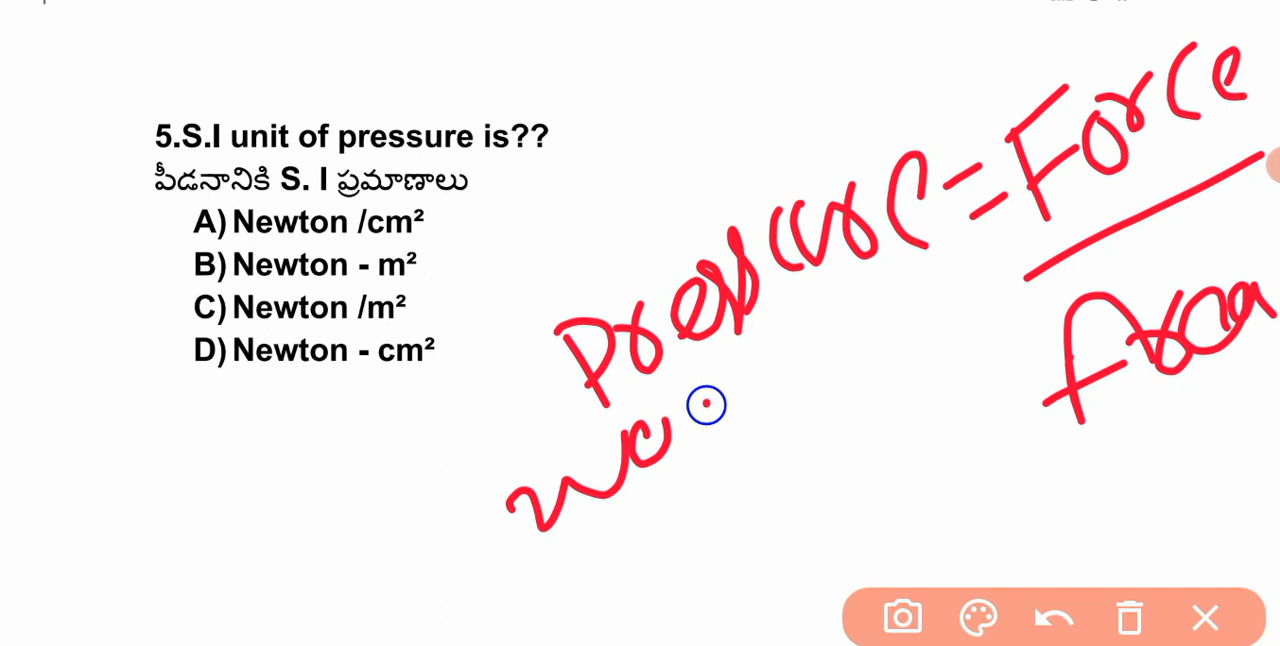 5.S.I unit of pressure is??
పీడనానికి S. I ప్రమాణాలు
A) Newton /cm²
B) Newton - m²
C) Newton /m²
D) Newton - cm²
Pressure = Force
Area